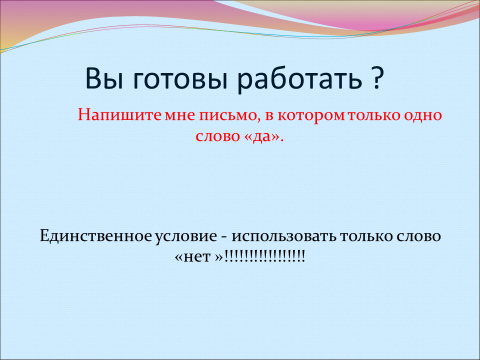 Вы готовы работать ?
Напишите мне письмо, в котором только одно
слово «да».
Единственное условие - использовать только слово
«нет »!!!!!!!!!!!!!!!!!